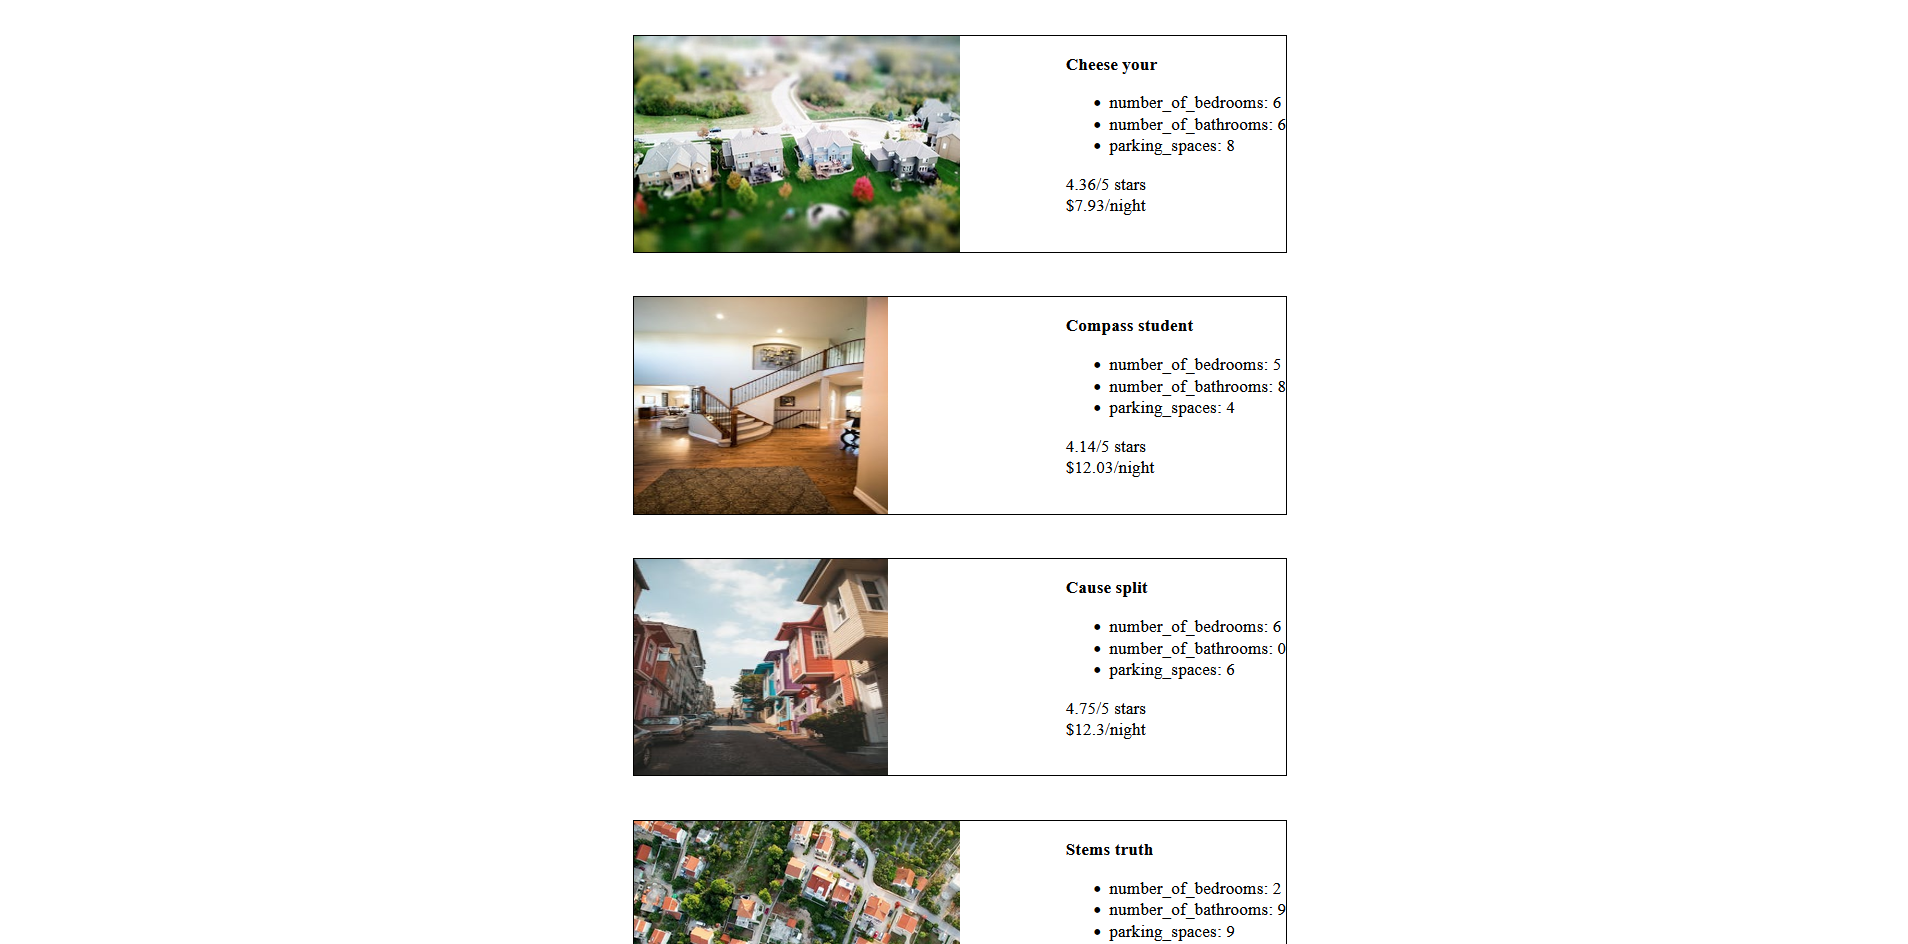 Cheese your
• number_of_bedrooms: 6
• number_of_bathrooms: 6
• parking_spaces: 8
4.36/5 stars
$7.93/night
Compass student
• number_of_bedrooms: 5
• number_of_bathrooms: 8
• parking_spaces: 4
4.14/5 stars
$12.03/night
Cause split
• number_of_bedrooms: 6
• number_of_bathrooms: 0
• parking_spaces: 6
4.75/5 stars
$12.3/night
Stems truth
• number_of_bedrooms: 2
• number_of_bathrooms: 9
• parking_spaces: 9